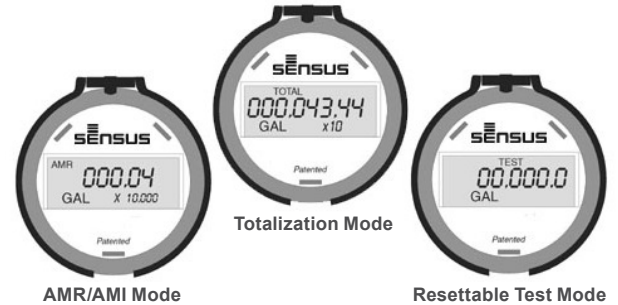 SENSUS
TOTAL
000.043.44
GAL x10
Patented
Totalization Mode
SENSUS
AMR
000.04
GAL X 10.000
Patented
AMR/AMI Mode
SENSUS
TEST
00.000.0
GAL
Patented
Resettable Test Mode